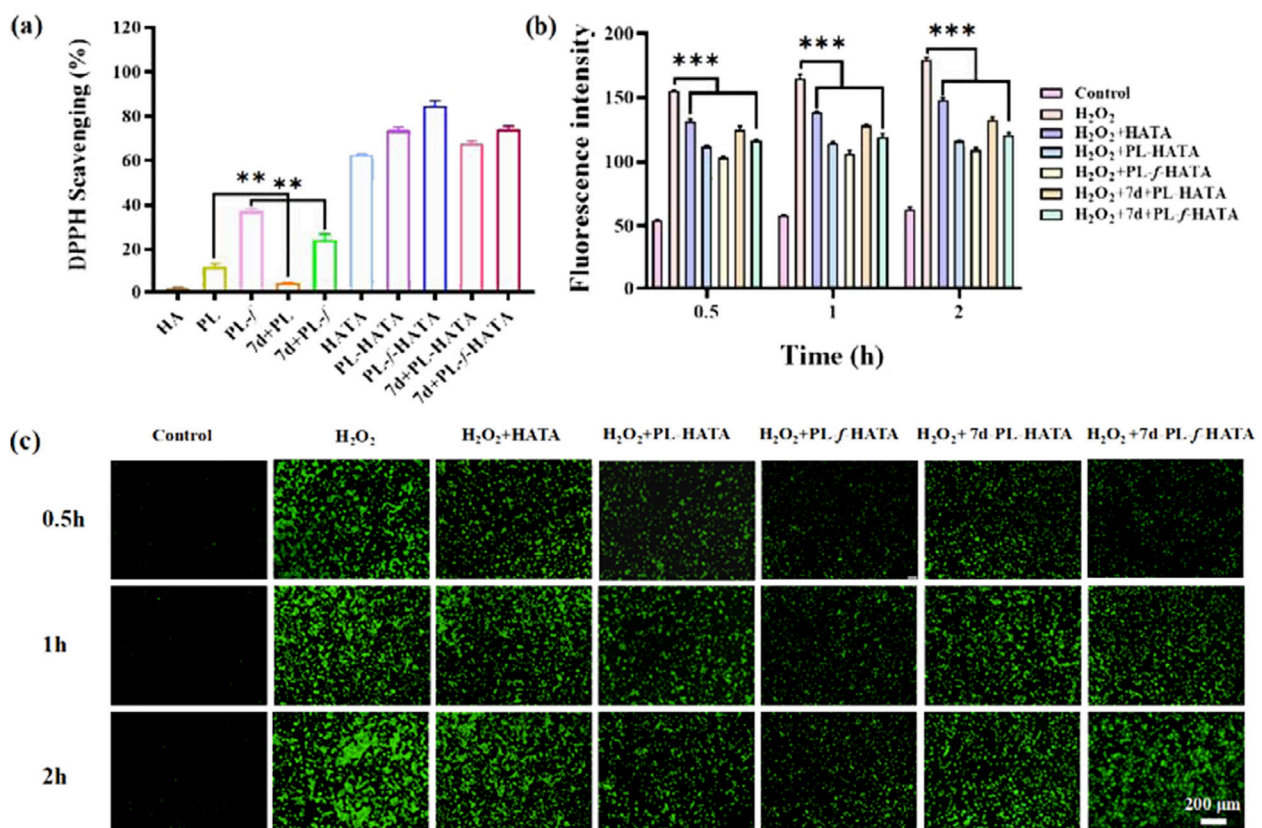 (a)
DPPH Scavenging (%)
120
100
80
60
40
20
0
** **
HA
PL
PL-f
7d+PL
7d+PL-f
HATA
PL-HATA
PL-f-HATA
7d+PL-HATA
7d+PL-f-HATA
(b)
Fluorescence intensity
200
150
100
50
0
*** *** ***
0.5 1 2
Time (h)
Control
H₂O₂
H₂O₂+HATA
H₂O₂+PL-HATA
H₂O₂+PL-f-HATA
H₂O₂+7d+PL-HATA
H₂O₂+7d+PL-f-HATA
(c)
Control H₂O₂ H₂O₂+HATA H₂O₂+PL-HATA H₂O₂+PL-f-HATA H₂O₂+7d-PL-HATA H₂O₂+7d-PL-f-HATA
0.5h
1h
2h
200 μm